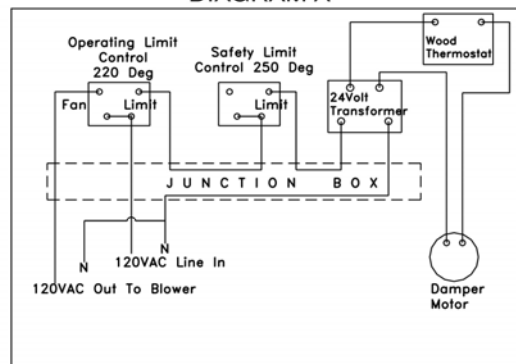 Operating Limit
Control
220 Deg
Safety Limit
Control 250 Deg
Wood
Thermostat
Fan
Limit
Limit
24Volt
Transformer
JUNCTION BOX
N
N
120VAC Line In
120VAC Out To Blower
Damper
Motor